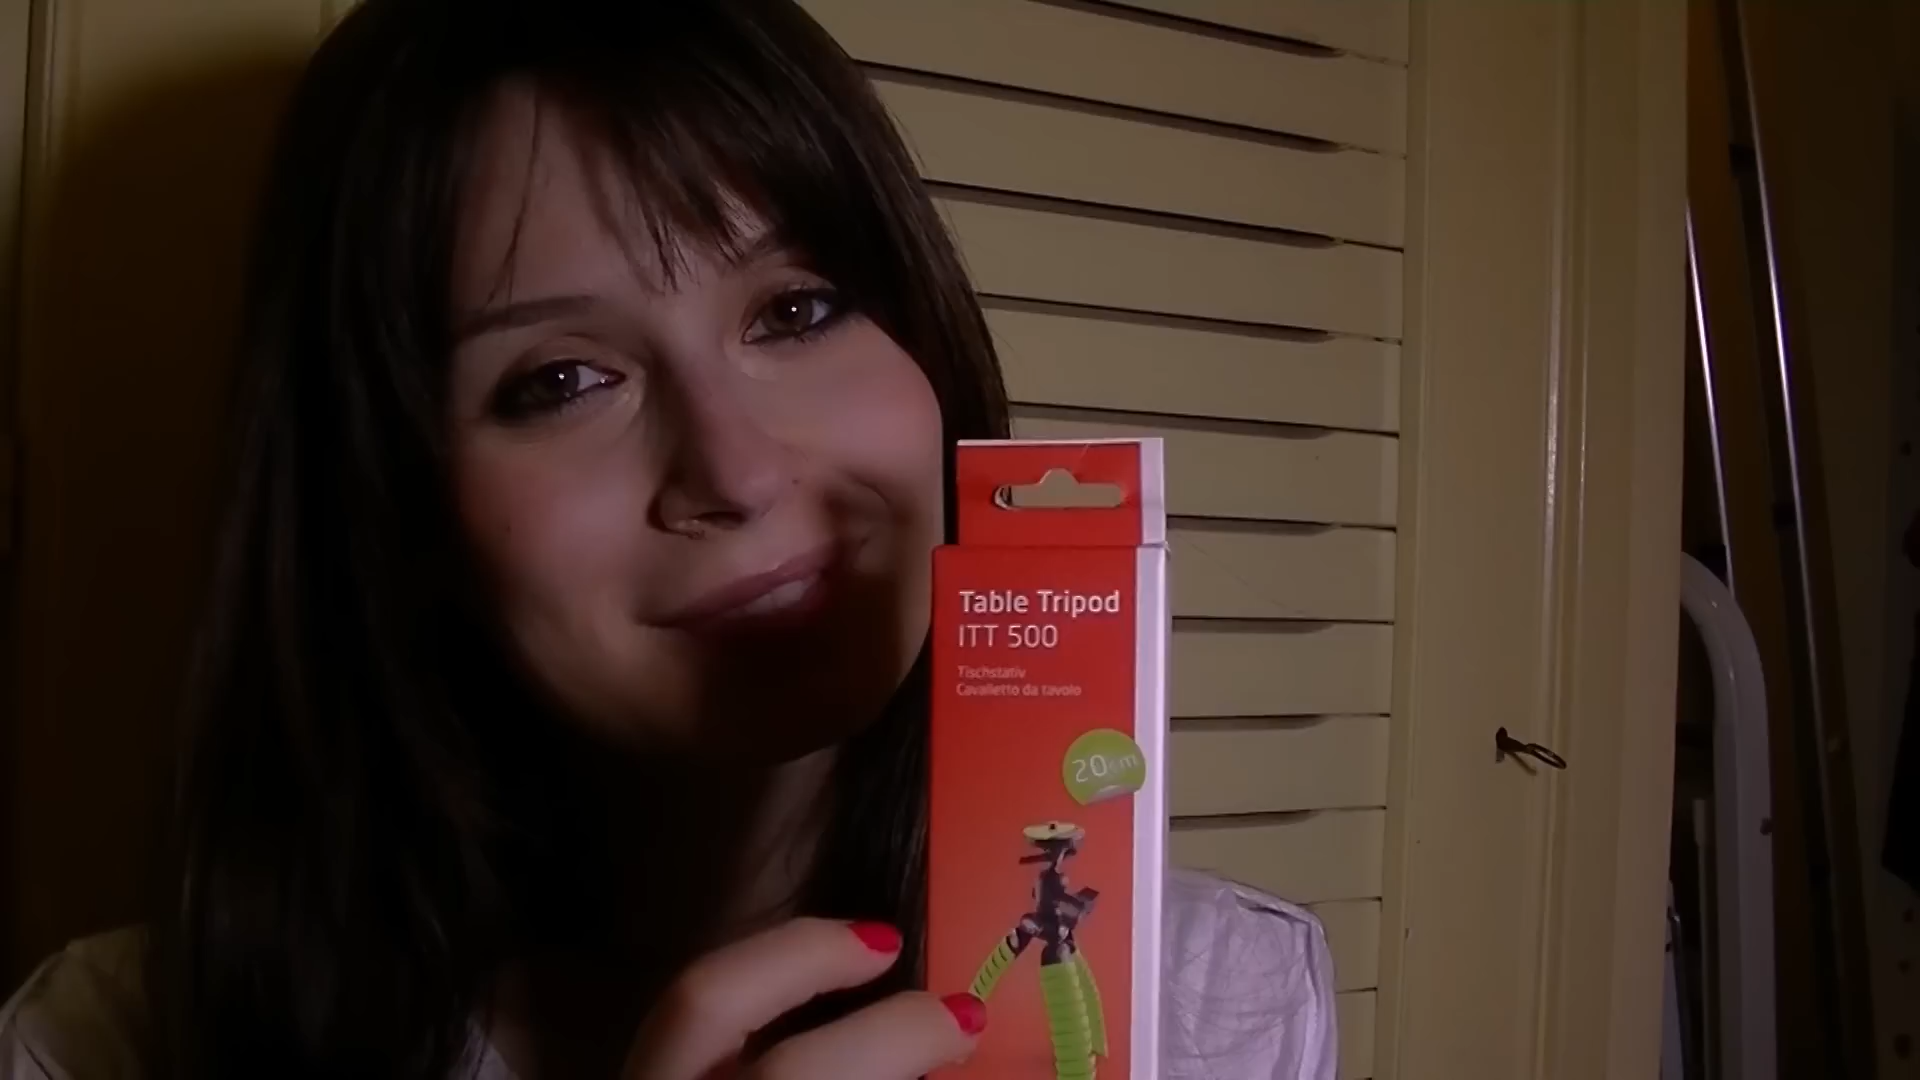 Table Tripod
ITT 500
Tischstativ
Cavalletto da tavolo
20cm